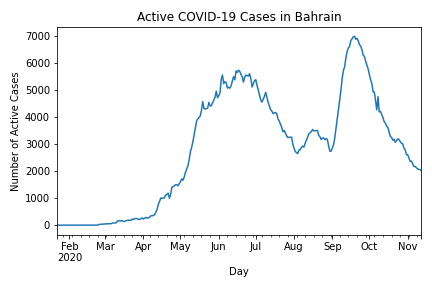 Active COVID-19 Cases in Bahrain
Number of Active Cases
7000
6000
5000
4000
3000
2000
1000
0
Feb Mar Apr May Jun Jul Aug Sep Oct Nov
2020
Day